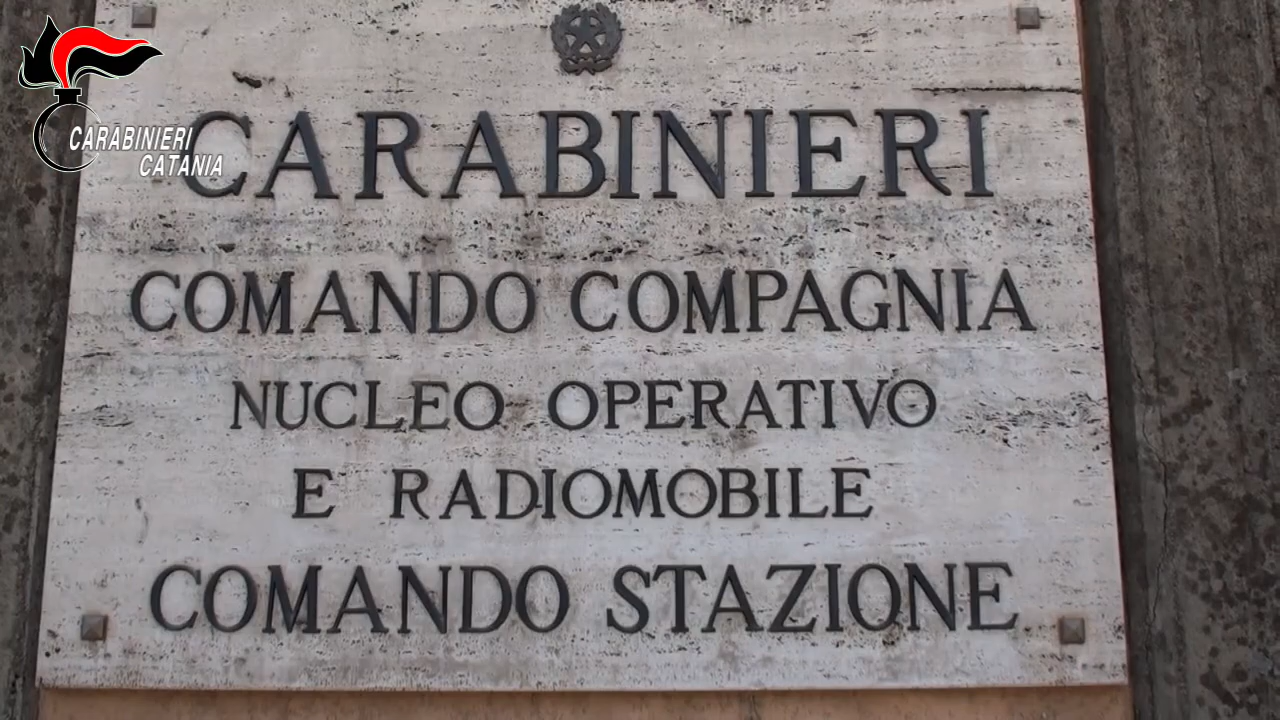 CARABINIERI
CATANIA
CARABINIERI
COMANDO COMPAGNIA
NUCLEO OPERATIVO
E RADIOMOBILE
COMANDO STAZIONE